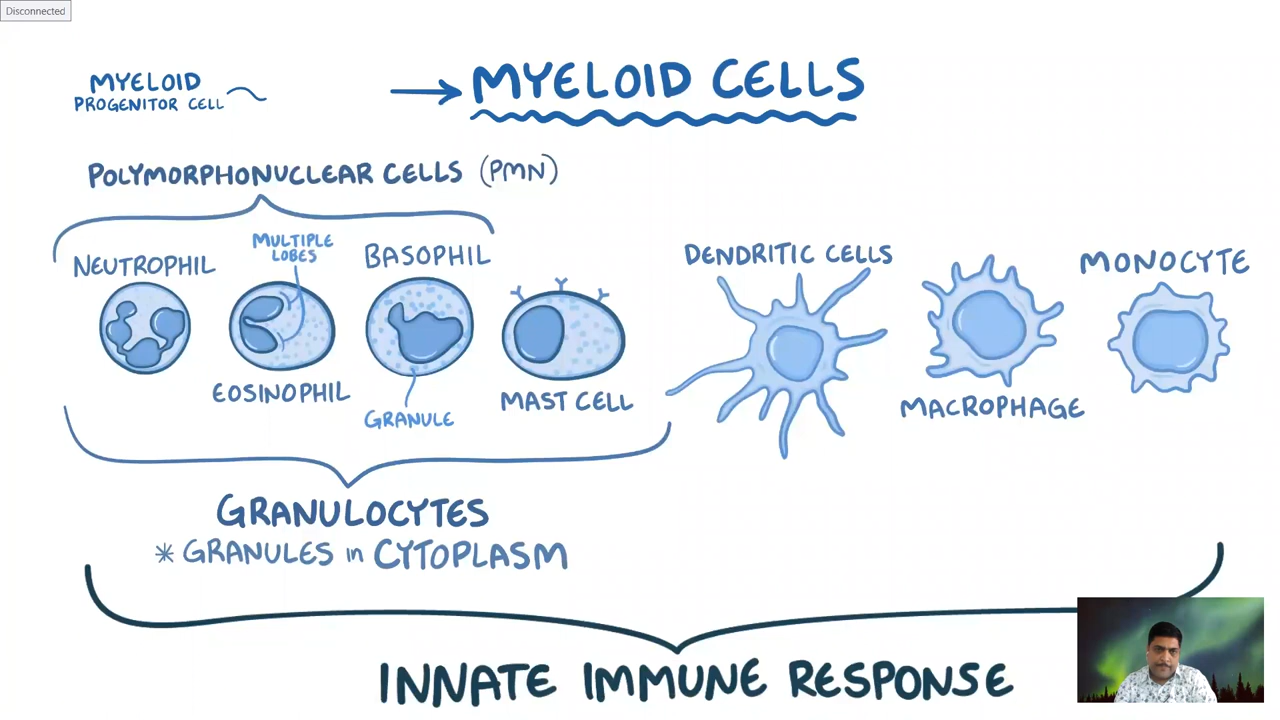 Disconnected
MYELOID
PROGENITOR CELL
MYELOID CELLS
POLYMORPHONUCLEAR CELLS (PMN)
NEUTROPHIL
MULTIPLE
LOBES
BASOPHIL
EOSINOPHIL
GRANULE
MAST CELL
DENDRITIC CELLS
MACROPHAGE
MONOCYTE
GRANULOCYTES
* GRANULES in CYTOPLASM
INNATE IMMUNE RESPONSE